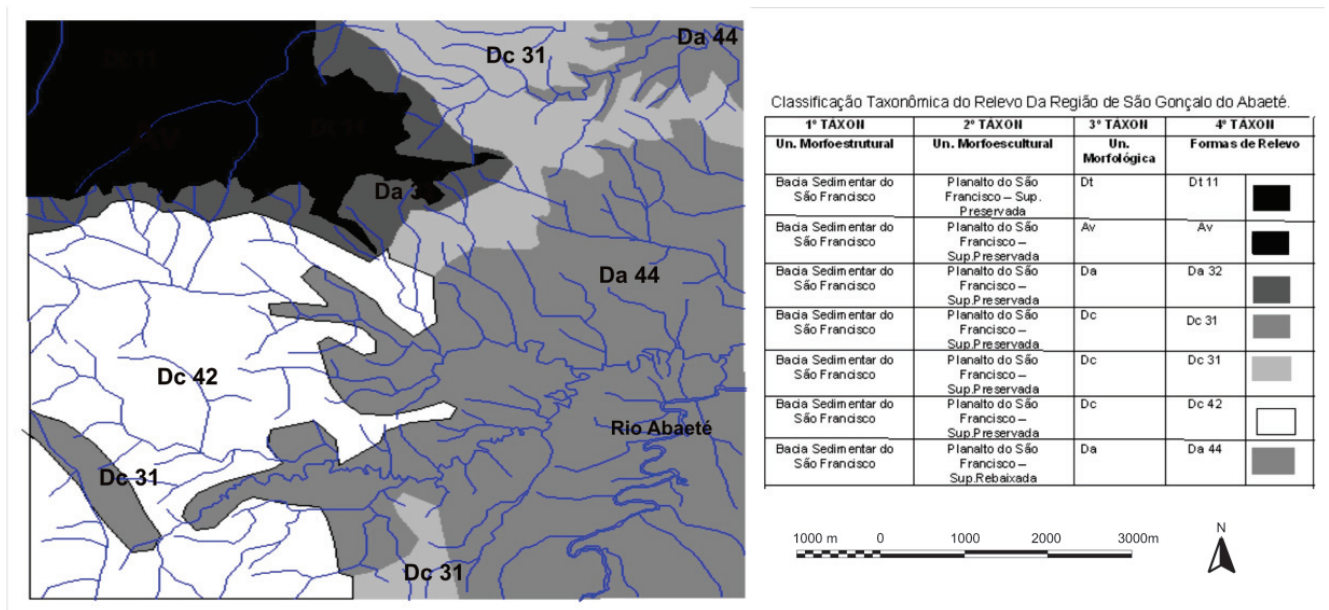 Dc 31
Da 44
Da 3
Da 44
Dc 42
Rio Abaeté
Dc 31
Dc 31
Classificação Taxonômica do Relevo Da Região de São Gonçalo do Abaeté.
1º TÁXON 2º TÁXON 3º TÁXON 4º TÁXON
Un. Morfoestrutural Un. Morfoescultural Un. Formas de Relevo
Morfológica
Bacia Sedimentar do Planalto do São Dt Dt 11
São Francisco Francisco – Sup.
Preservada
Bacia Sedimentar do Planalto do São Av Av
São Francisco Francisco –
Sup.Preservada
Bacia Sedimentar do Planalto do São Da Da 32
São Francisco Francisco –
Sup.Preservada
Bacia Sedimentar do Planalto do São Dc Dc 31
São Francisco Francisco –
Sup.Preservada
Bacia Sedimentar do Planalto do São Dc Dc 31
São Francisco Francisco –
Sup.Preservada
Bacia Sedimentar do Planalto do São Dc Dc 42
São Francisco Francisco –
Sup.Preservada
Bacia Sedimentar do Planalto do São Da Da 44
São Francisco Francisco –
Sup.Rebaixada
1000 m 0 1000 2000 3000m
N